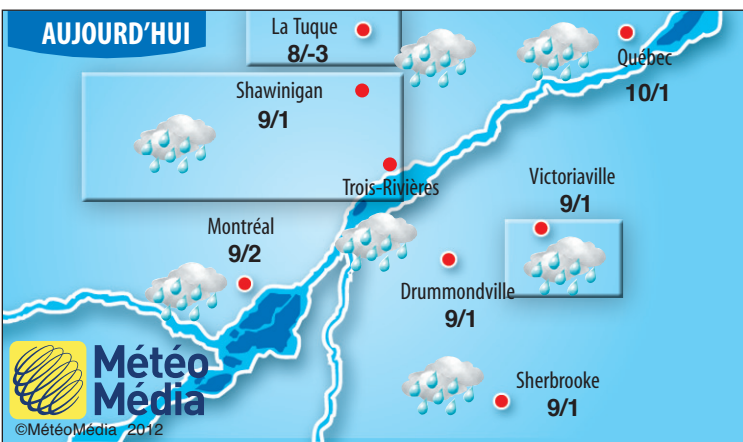 AUJOURD'HUI
La Tuque
8/-3
Québec
10/1
Shawinigan
9/1
Trois-Rivières
Victoriaville
9/1
Montréal
9/2
Drummondville
9/1
Sherbrooke
9/1
Météo
Média
©MétéoMédia 2012